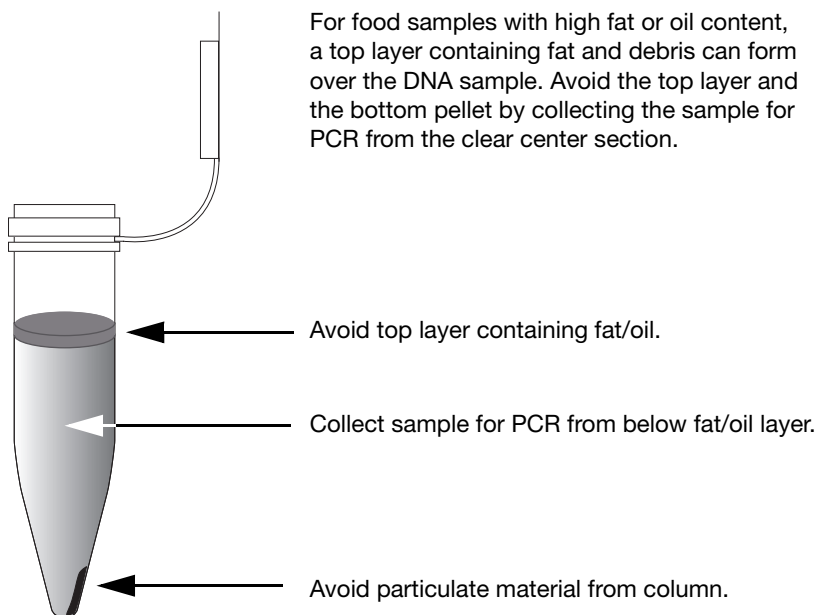 For food samples with high fat or oil content,
a top layer containing fat and debris can form
over the DNA sample. Avoid the top layer and
the bottom pellet by collecting the sample for
PCR from the clear center section.
Avoid top layer containing fat/oil.
Collect sample for PCR from below fat/oil layer.
Avoid particulate material from column.